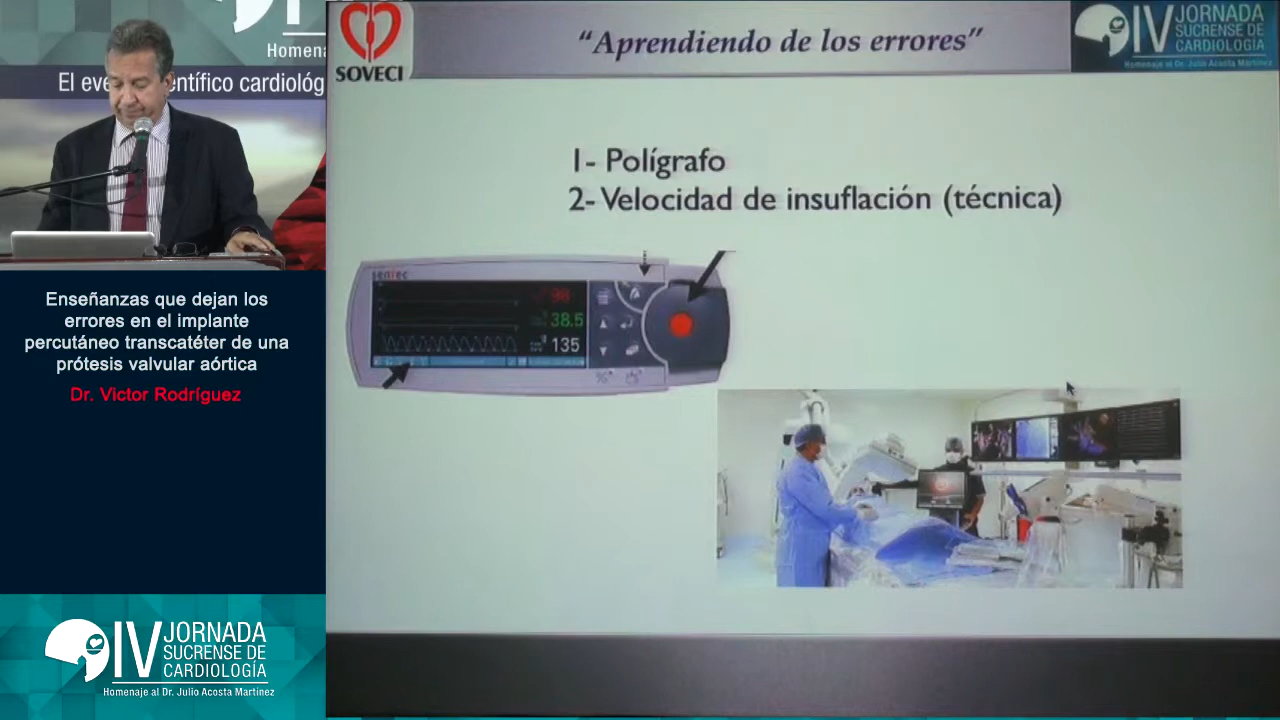 Homena
El eve
entífico cardiológ
SOVECI
“Aprendiendo de los errores”
IV JORNADA
SUCRENSE DE
CARDIOLOGÍA
Homenaje al Dr. Julio Acosta Martínez
1- Polígrafo
2- Velocidad de insuflación (técnica)
sentec
98
38.5
135
Enseñanzas que dejan los
errores en el implante
percutáneo transcatéter de una
prótesis valvular aórtica
Dr. Victor Rodríguez
IV JORNADA
SUCRENSE DE
CARDIOLOGÍA
Homenaje al Dr. Julio Acosta Martínez